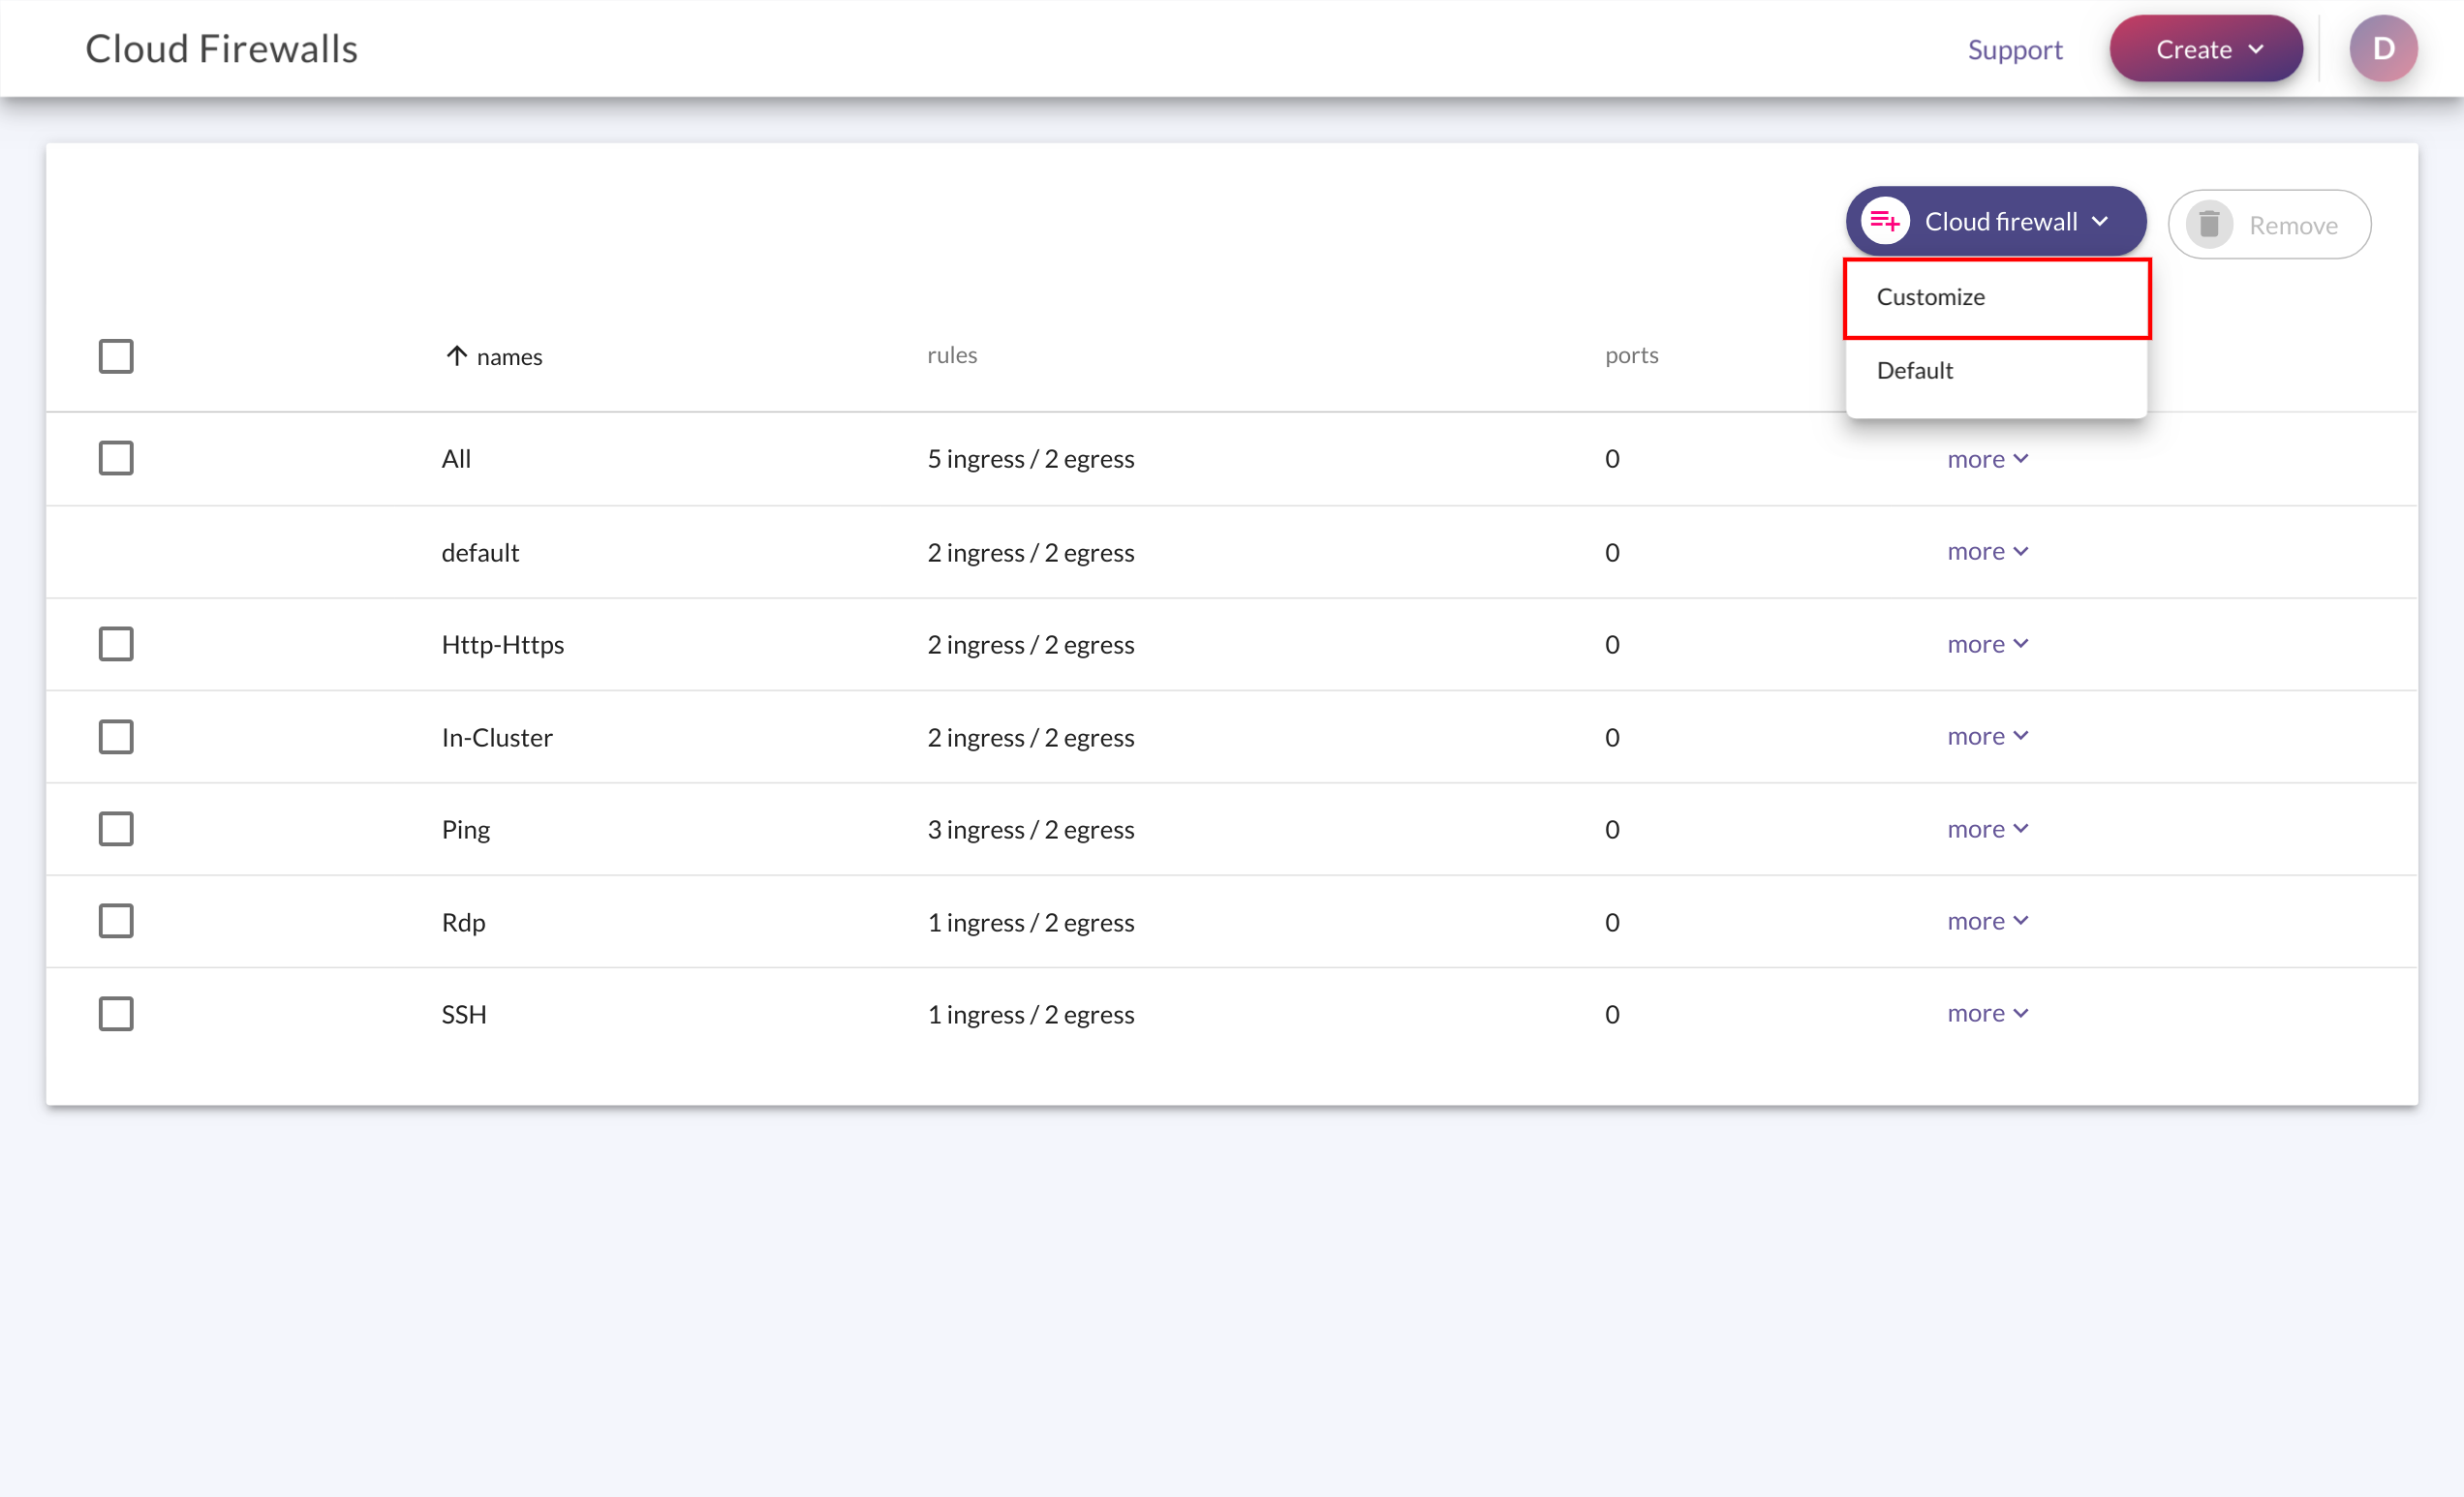 Cloud Firewalls
Support
Create
D
Cloud firewall
Remove
Customize
Default
names rules ports
All 5 ingress / 2 egress 0 more
default 2 ingress / 2 egress 0 more
Http-Https 2 ingress / 2 egress 0 more
In-Cluster 2 ingress / 2 egress 0 more
Ping 3 ingress / 2 egress 0 more
Rdp 1 ingress / 2 egress 0 more
SSH 1 ingress / 2 egress 0 more